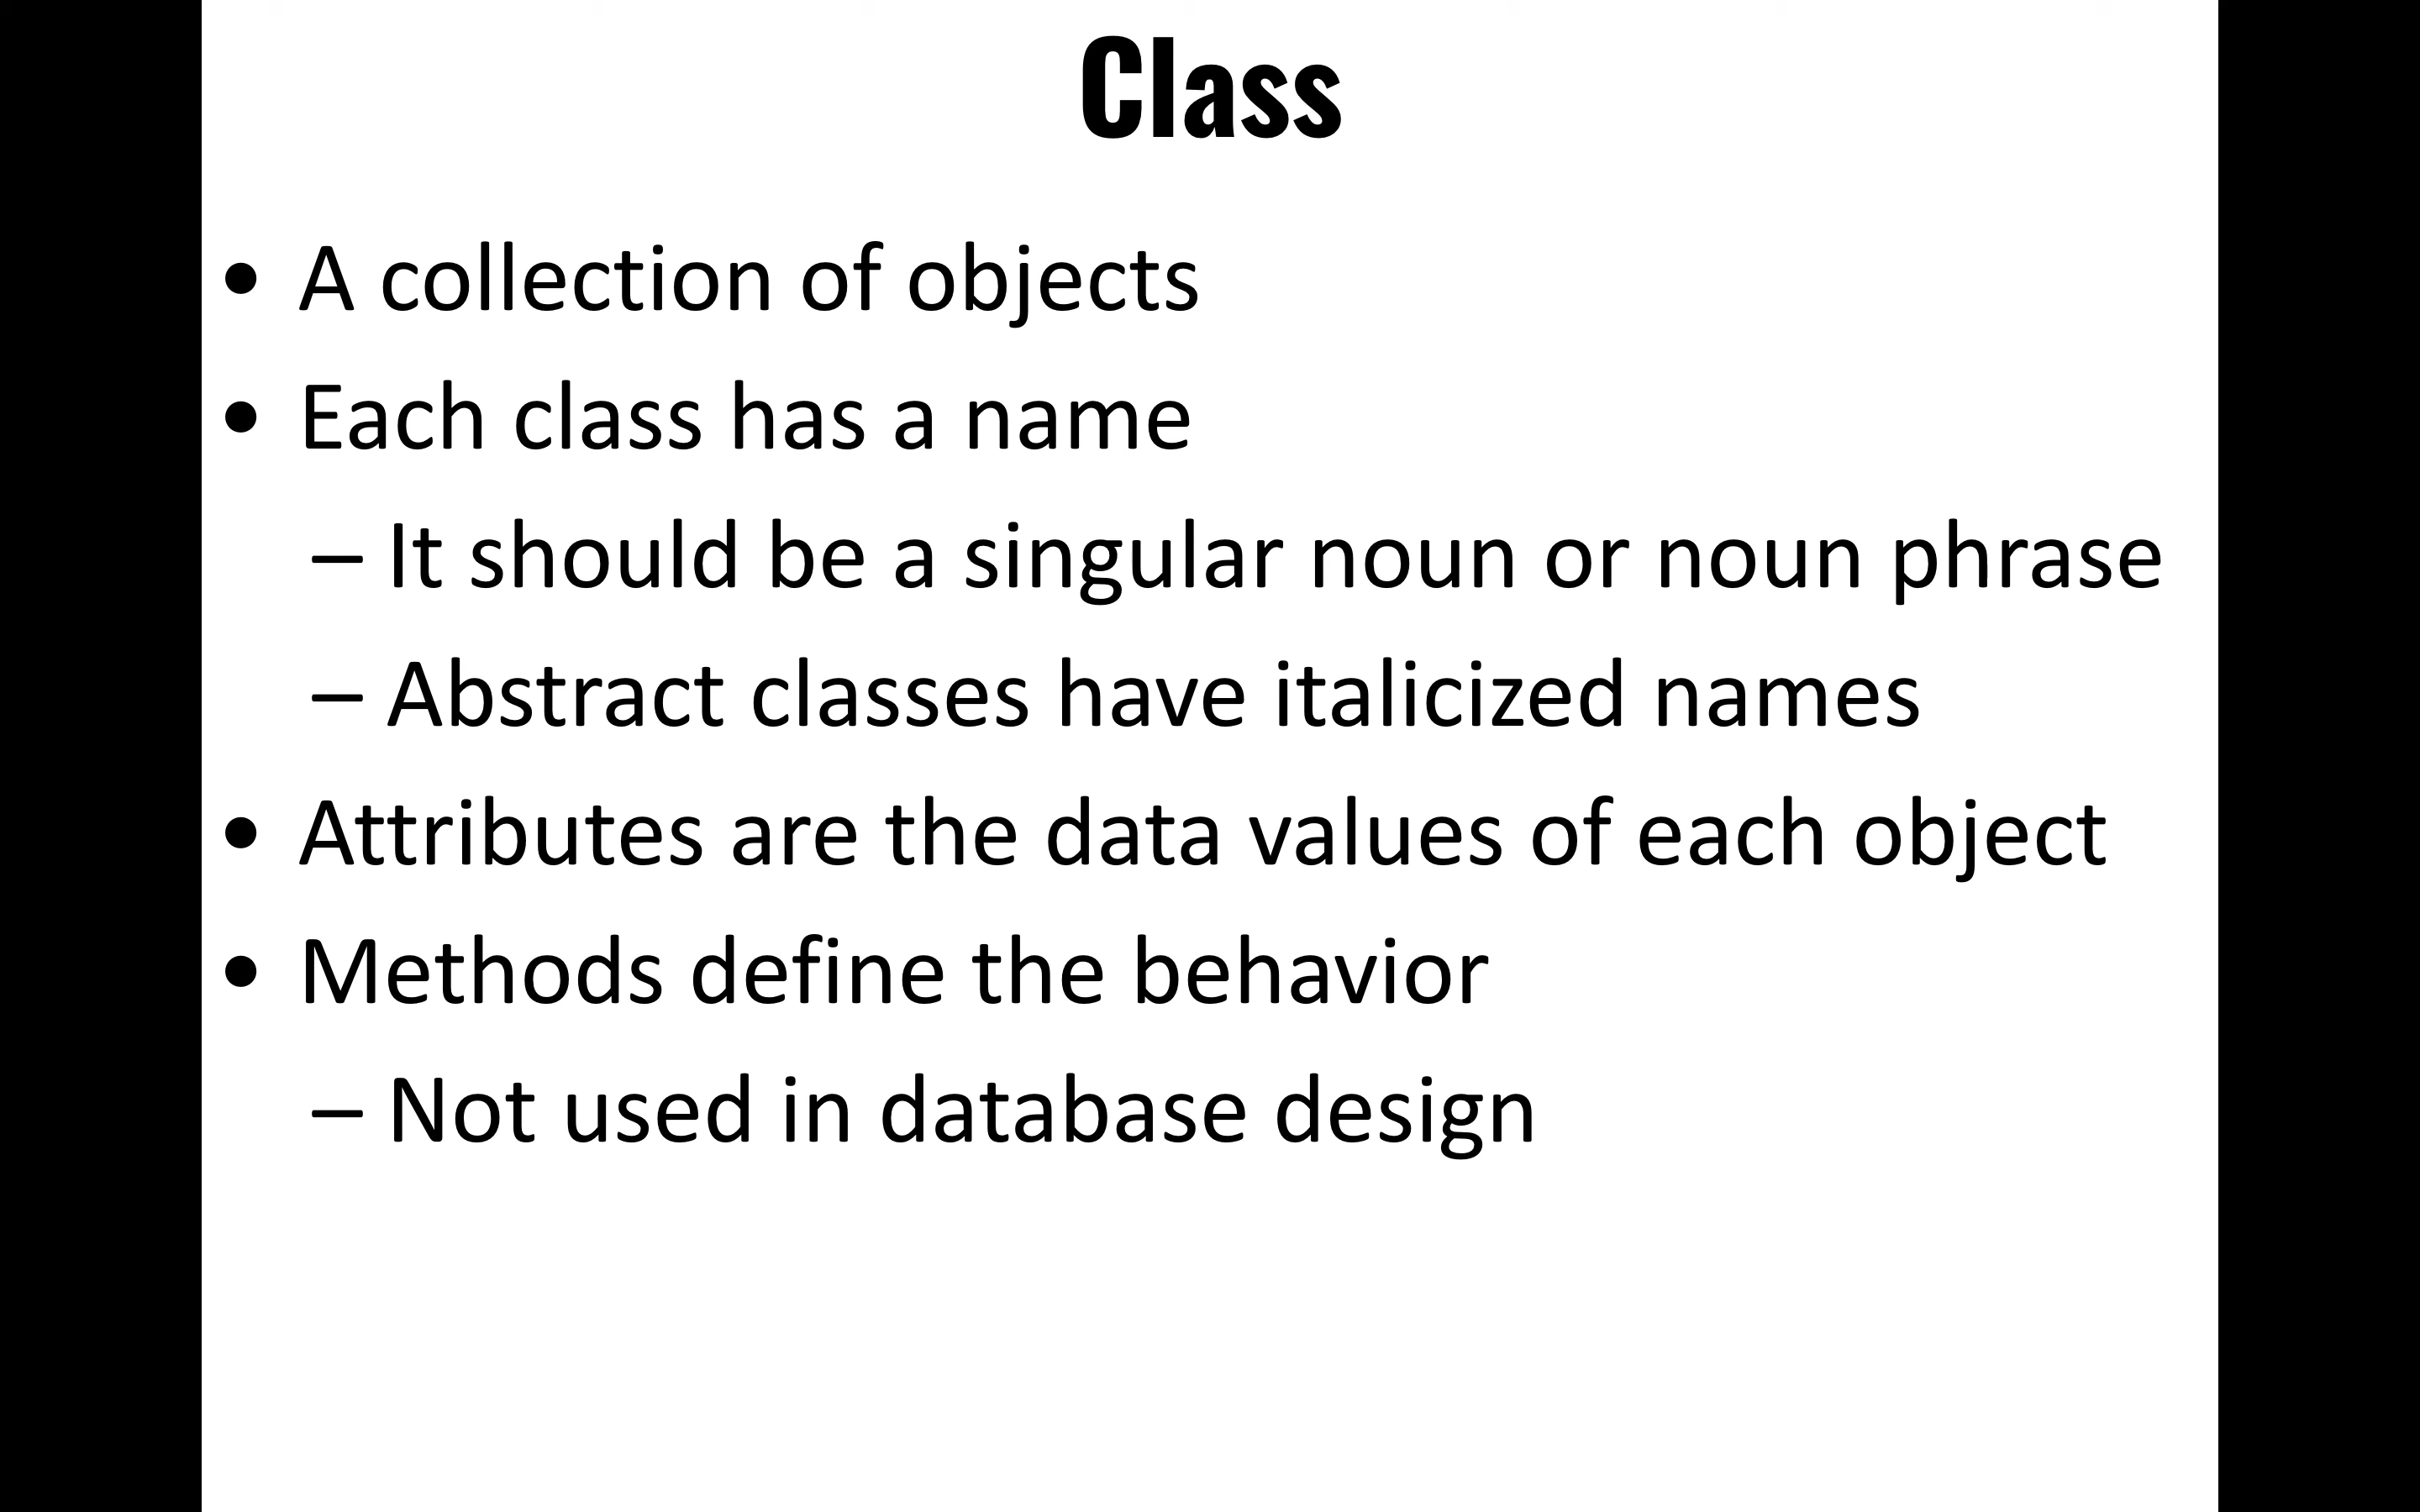 Class
• A collection of objects
• Each class has a name
– It should be a singular noun or noun phrase
– Abstract classes have italicized names
• Attributes are the data values of each object
• Methods define the behavior
– Not used in database design